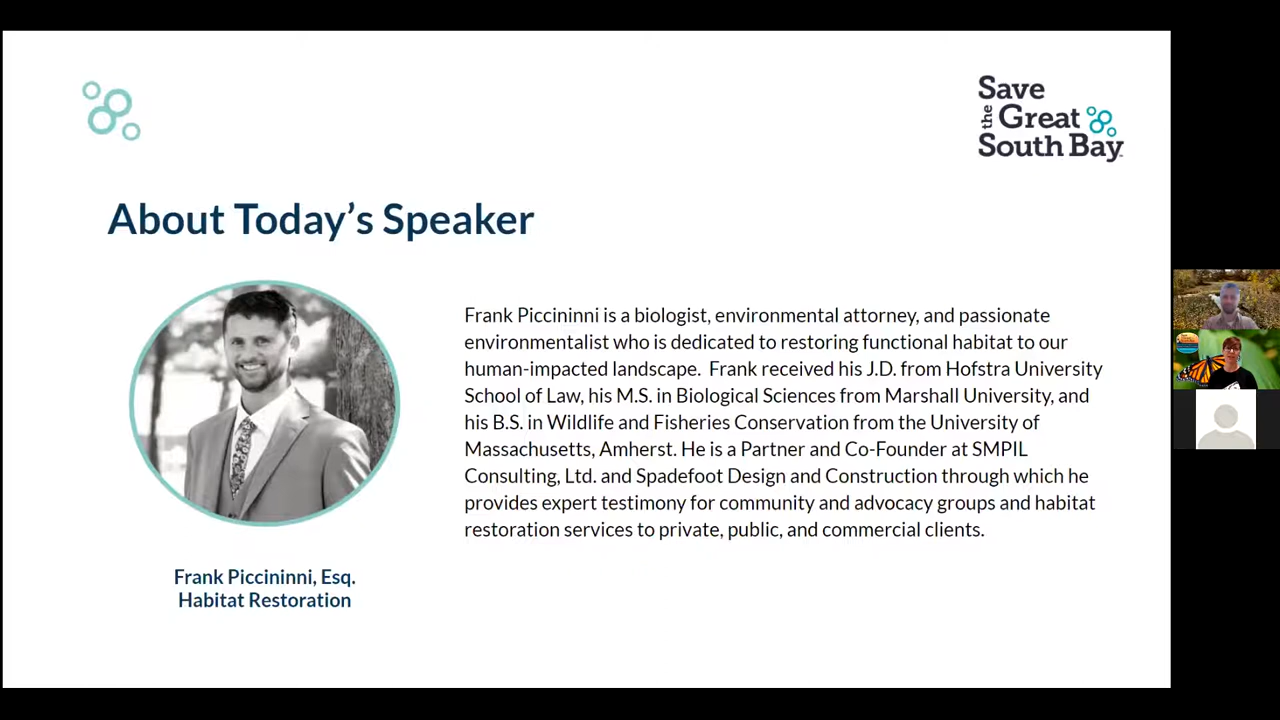 Save
the Great
South Bay
About Today's Speaker
Frank Piccininni is a biologist, environmental attorney, and passionate
environmentalist who is dedicated to restoring functional habitat to our
human-impacted landscape.  Frank received his J.D. from Hofstra University
School of Law, his M.S. in Biological Sciences from Marshall University, and
his B.S. in Wildlife and Fisheries Conservation from the University of
Massachusetts, Amherst. He is a Partner and Co-Founder at SMPIL
Consulting, Ltd. and Spadefoot Design and Construction through which he
provides expert testimony for community and advocacy groups and habitat
restoration services to private, public, and commercial clients.
Frank Piccininni, Esq.
Habitat Restoration